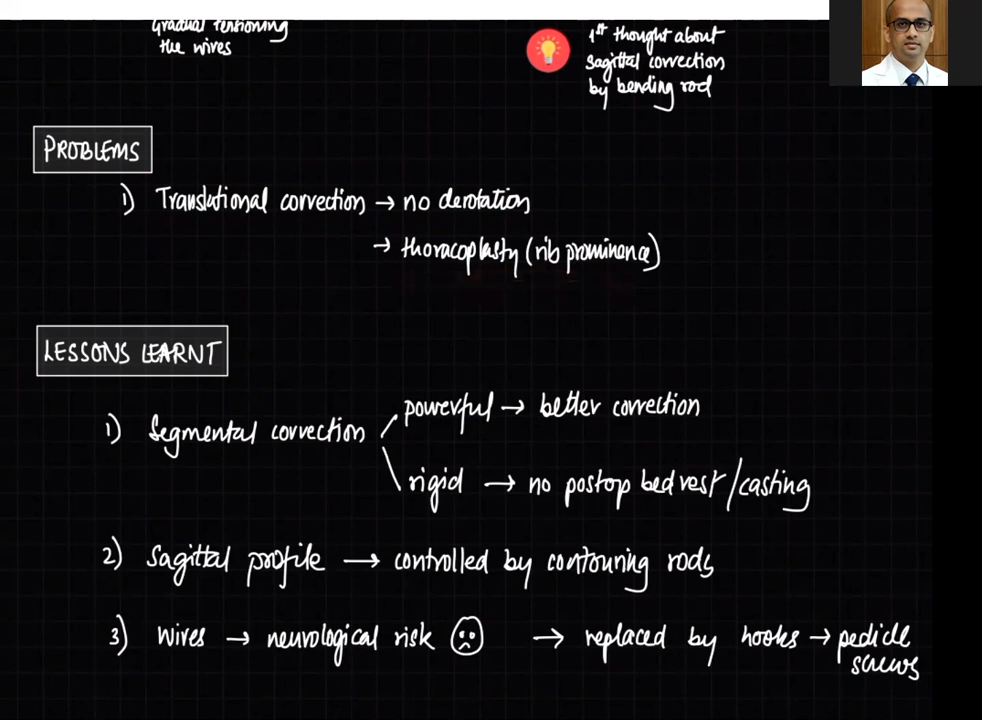 Gradual tensioning
the wires
1st thought about
sagittal correction
by bending rod
PROBLEMS
1) Translational correction → no derotation
→ thoracoplasty (rib prominence)
LESSONS LEARNT
1) Segmental correction
powerful → better correction
rigid → no postop bed rest/casting
2) Sagittal profile → controlled by contouring rods
3) Wires → neurological risk ☹ → replaced by hooks → pedicle
screws